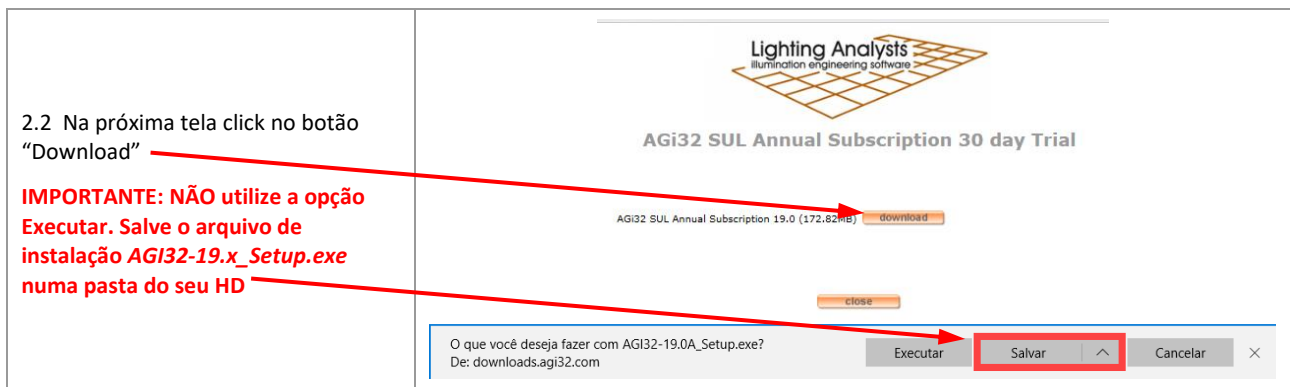 2.2 Na próxima tela click no botão
“Download”
IMPORTANTE: NÃO utilize a opção
Executar. Salve o arquivo de
instalação AGI32-19.x_Setup.exe
numa pasta do seu HD
Lighting Analysts
illumination engineering software
AGi32 SUL Annual Subscription 30 day Trial
AGi32 SUL Annual Subscription 19.0 (172.82MB) download
close
O que você deseja fazer com AGI32-19.0A_Setup.exe?
De: downloads.agi32.com
Executar Salvar Cancelar